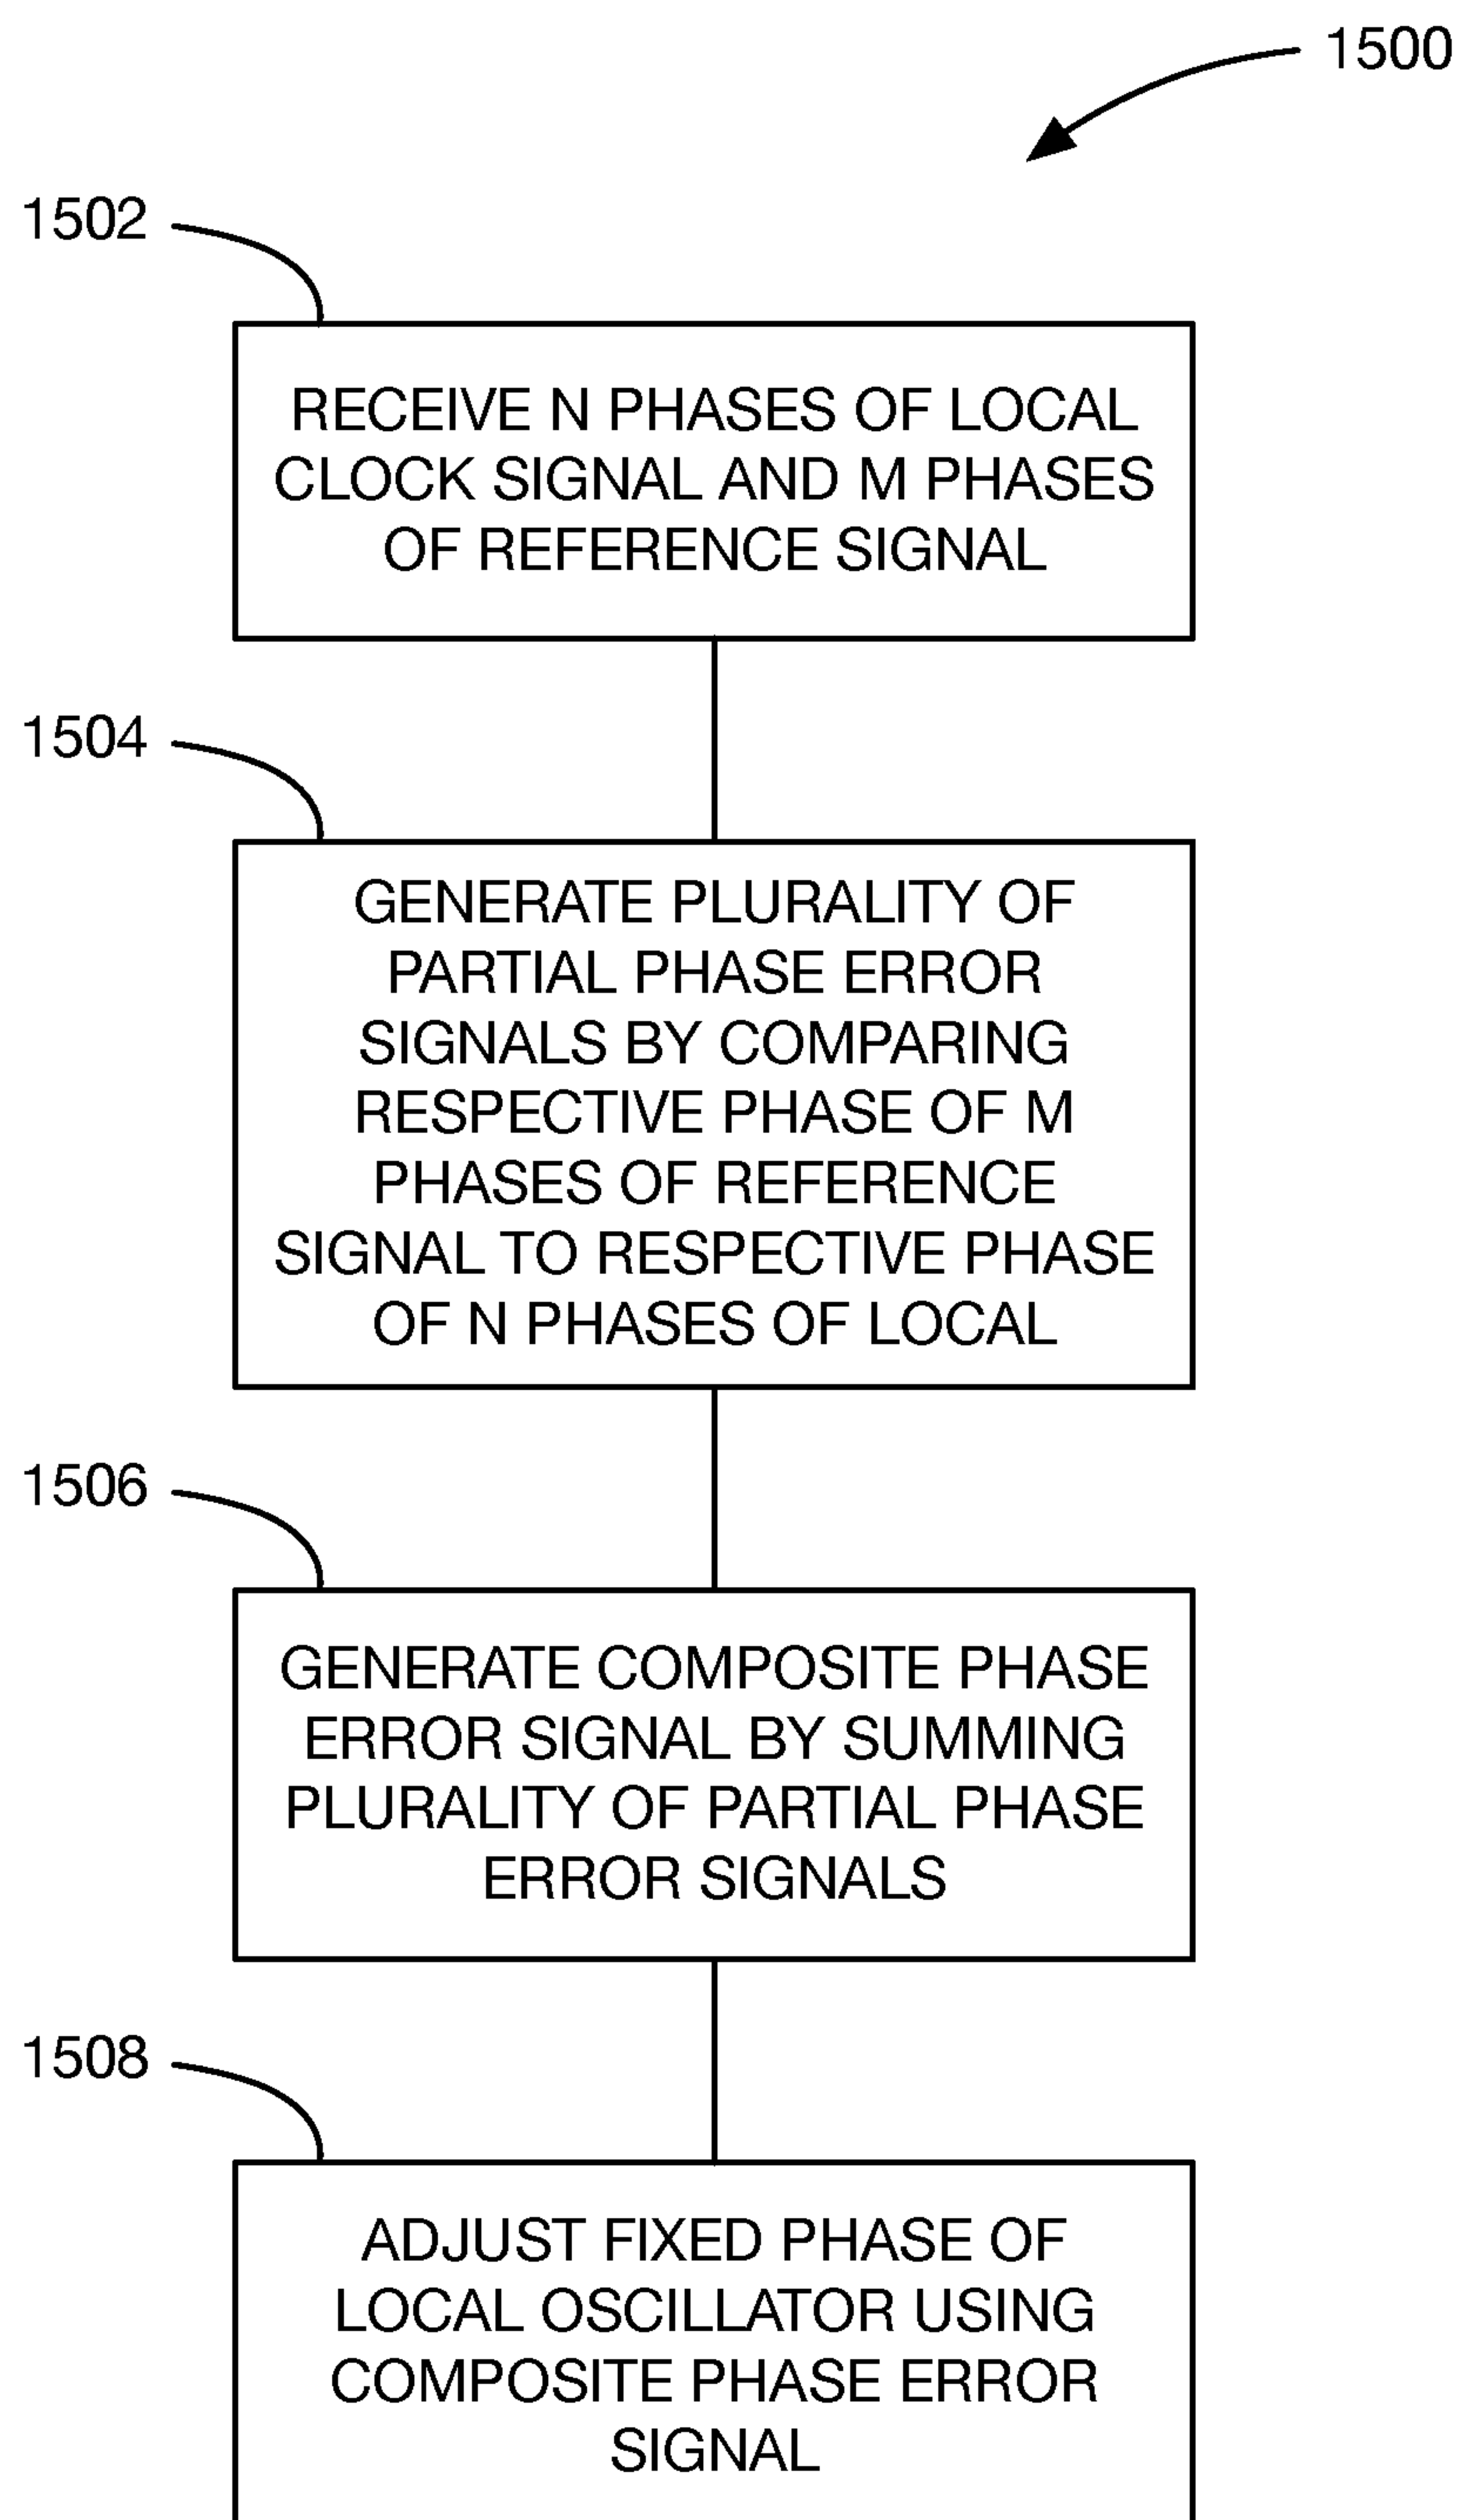 1500
1502
RECEIVE N PHASES OF LOCAL
CLOCK SIGNAL AND M PHASES
OF REFERENCE SIGNAL
1504
GENERATE PLURALITY OF
PARTIAL PHASE ERROR
SIGNALS BY COMPARING
RESPECTIVE PHASE OF M
PHASES OF REFERENCE
SIGNAL TO RESPECTIVE PHASE
OF N PHASES OF LOCAL
1506
GENERATE COMPOSITE PHASE
ERROR SIGNAL BY SUMMING
PLURALITY OF PARTIAL PHASE
ERROR SIGNALS
1508
ADJUST FIXED PHASE OF
LOCAL OSCILLATOR USING
COMPOSITE PHASE ERROR
SIGNAL